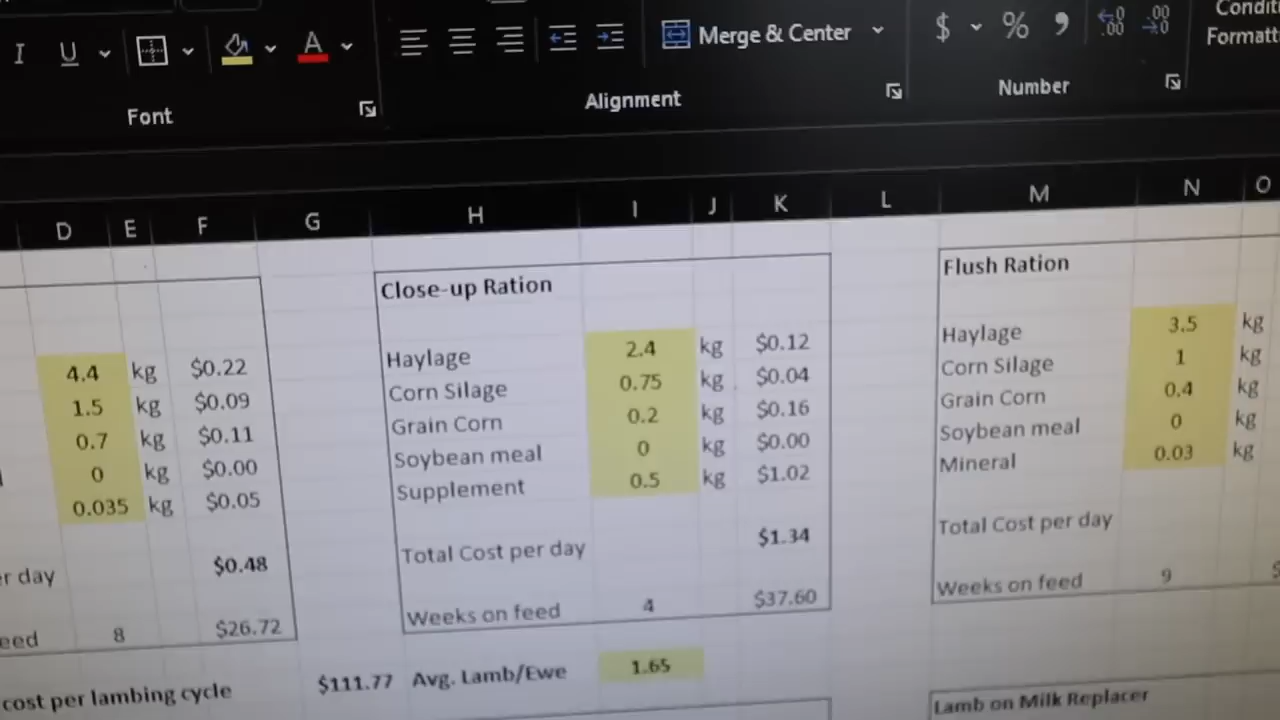 I U A Merge & Center $ % , .00 .00 Condit
Formatt
Font Alignment Number
D E F G H I J K L M N O
Close-up Ration Flush Ration
4.4 kg $0.22 Haylage 2.4 kg $0.12 Haylage 3.5 kg
1.5 kg $0.09 Corn Silage 0.75 kg $0.04 Corn Silage 1 kg
0.7 kg $0.11 Grain Corn 0.2 kg $0.16 Grain Corn 0.4 kg
0 kg $0.00 Soybean meal 0 kg $0.00 Soybean meal 0 kg
0.035 kg $0.05 Supplement 0.5 kg $1.02 Mineral 0.03 kg
er day $0.48 Total Cost per day $1.34 Total Cost per day
eed 8 $26.72 Weeks on feed 4 $37.60 Weeks on feed 9 $
cost per lambing cycle $111.77 Avg. Lamb/Ewe 1.65
Lamb on Milk Replacer